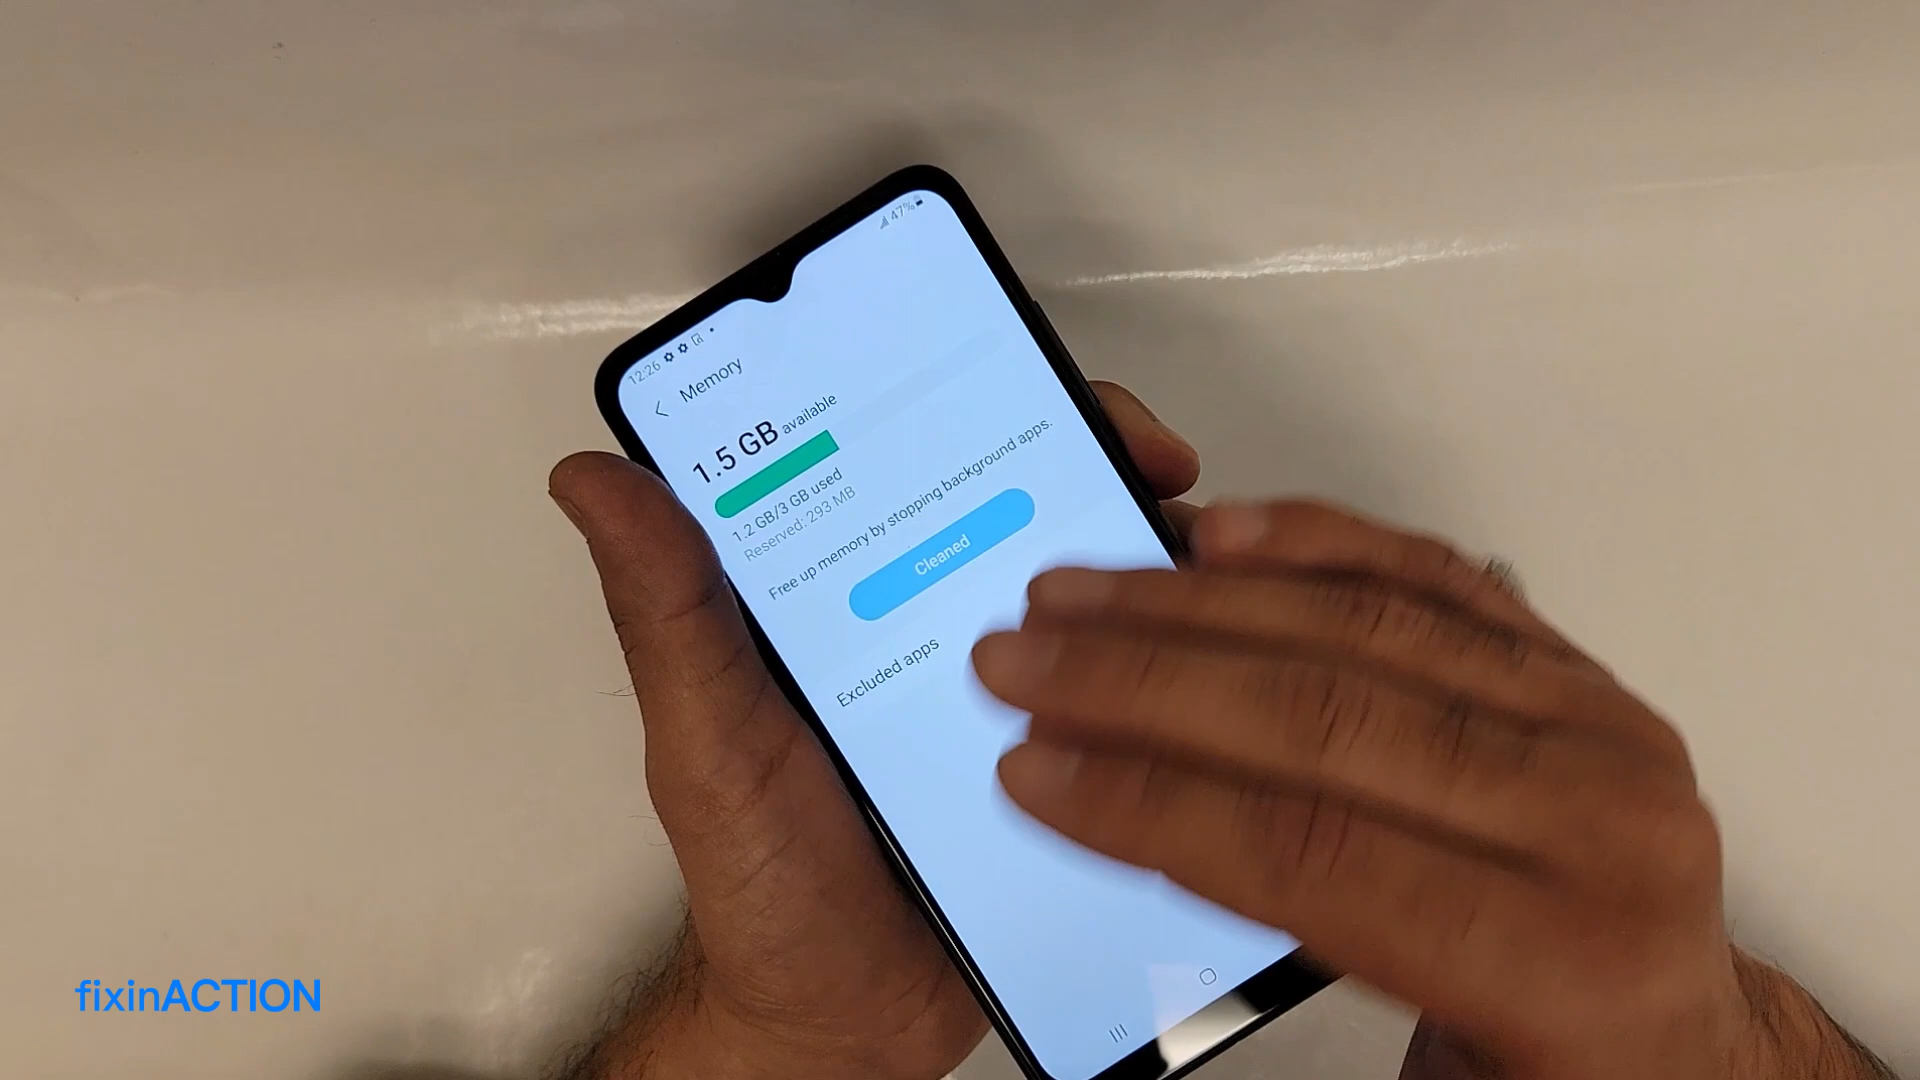 12:26
47%
Memory
1.5 GB available
1.2 GB/3 GB used
Reserved: 293 MB
Free up memory by stopping background apps.
Cleaned
Excluded apps
fixinACTION